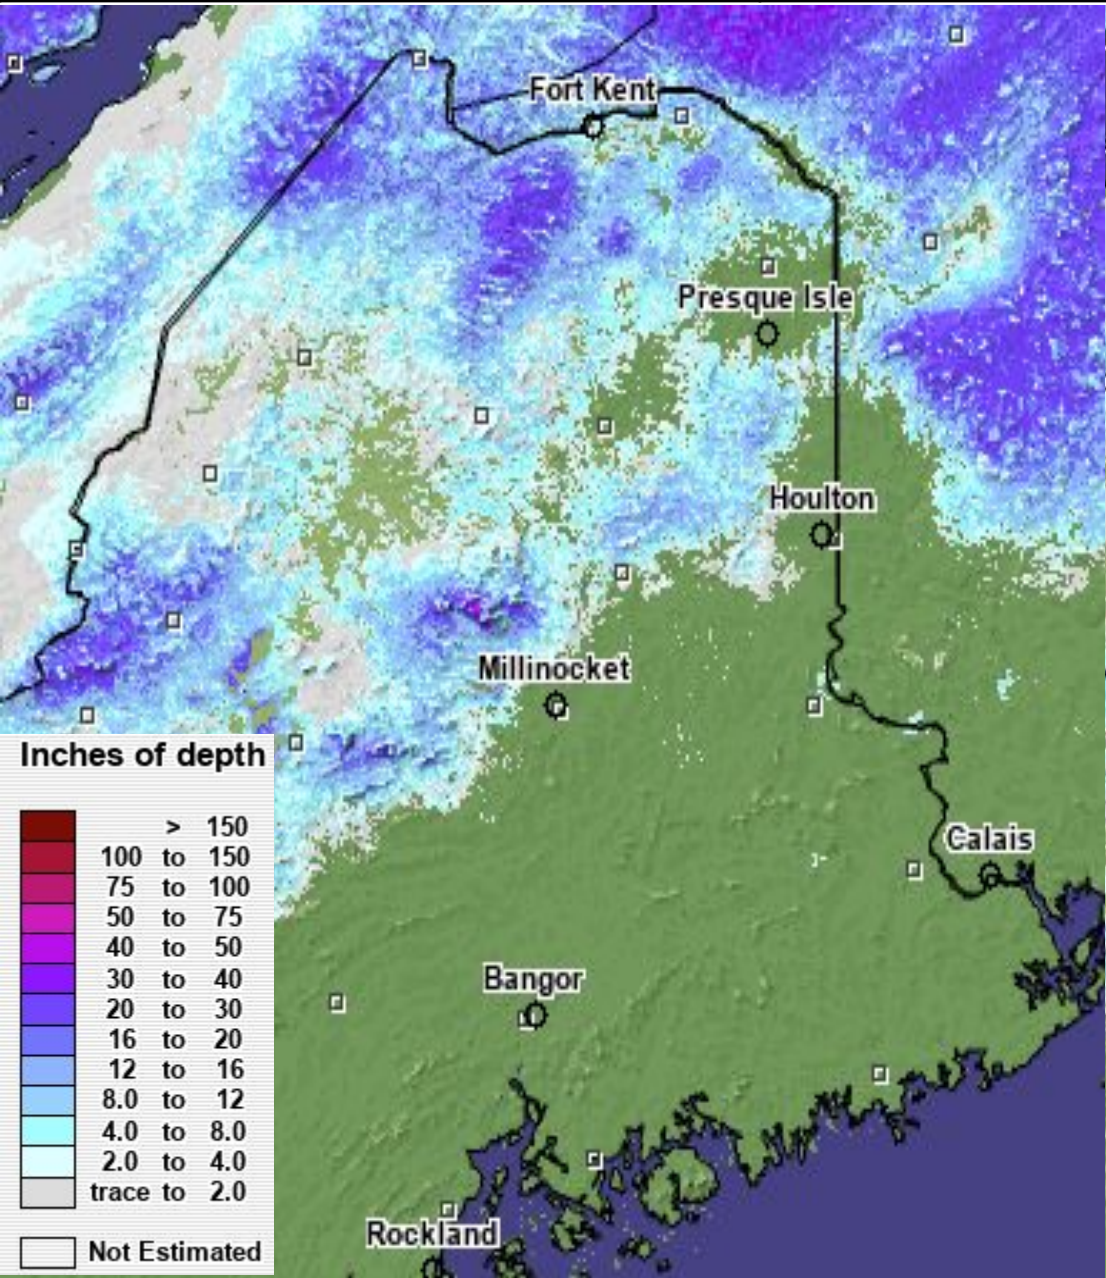 Fort Kent
Presque Isle
Houlton
Millinocket
Inches of depth
> 150
100 to 150
75 to 100
50 to 75
40 to 50
30 to 40
20 to 30
16 to 20
12 to 16
8.0 to 12
4.0 to 8.0
2.0 to 4.0
trace to 2.0
Not Estimated
Calais
Bangor
Rockland